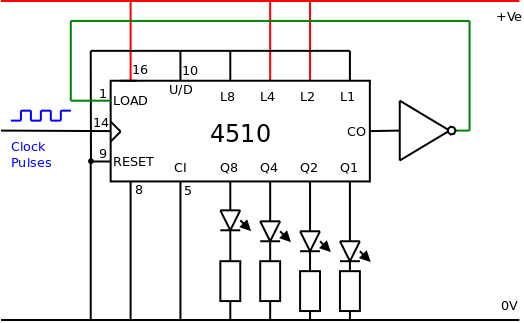 +Ve
16
10
U/D
L8
L4
L2
L1
1
LOAD
14
4510
CO
Clock
Pulses
9
RESET
CI
Q8
Q4
Q2
Q1
8
5
0V